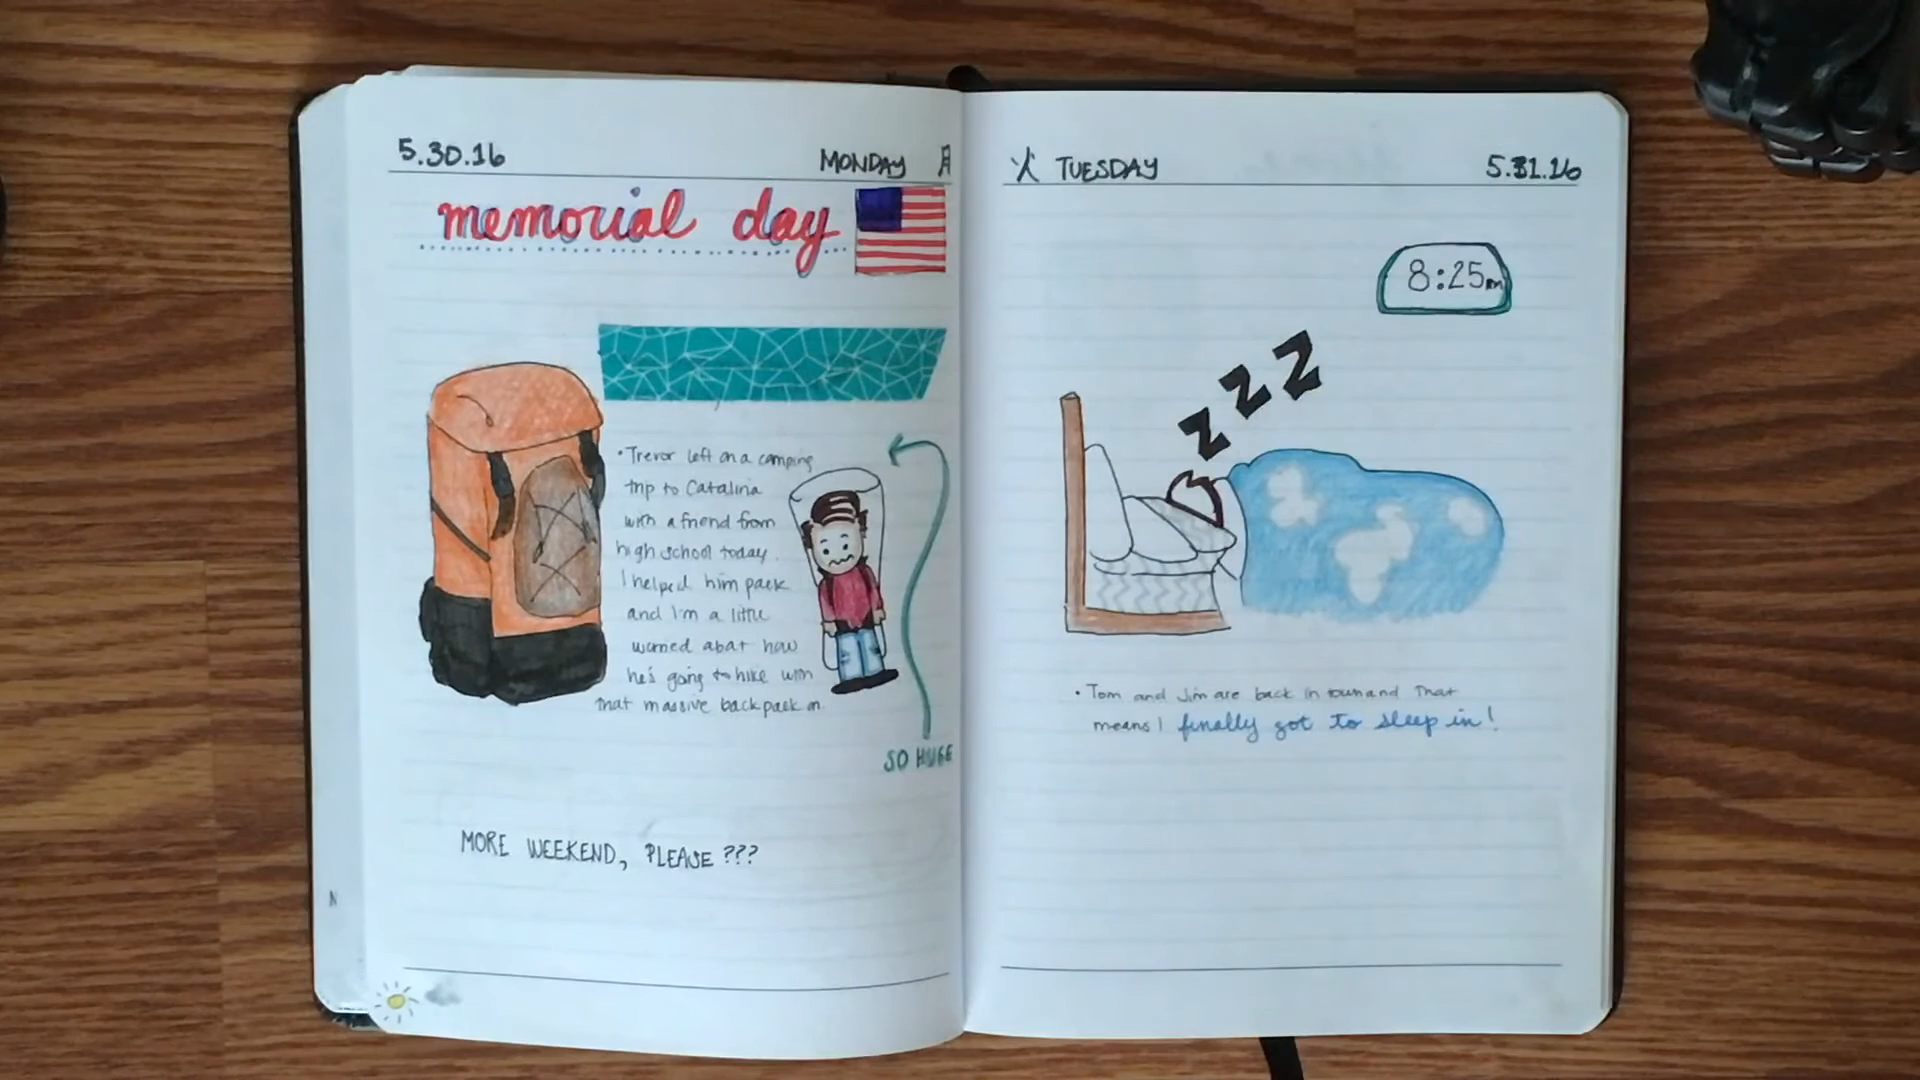 5.30.16
MONDAY 月
memorial day
• Trevor left on a camping
trip to Catalina
with a friend from
high school today.
I helped him pack
and I'm a little
worried abat how
he's going to hike with
that massive backpack on.
SO HUGE
MORE WEEKEND, PLEASE ???
N
火 TUESDAY
5.31.16
8:25am
Z Z Z
• Tom and Jim are back in town and that
means I finally got to sleep in!